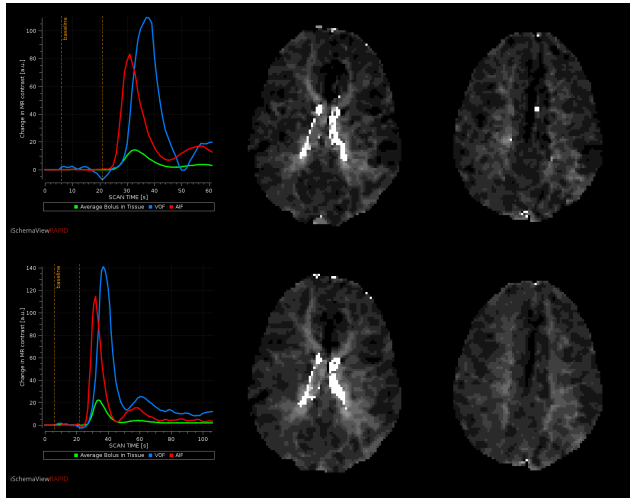 100
80
60
40
20
0
Change in MR contrast [a.u.]
baseline
0 10 20 30 40 50 60
SCAN TIME [s]
Average Bolus in Tissue VOF AIF
iSchemaViewRAPID
140
120
100
80
60
40
20
0
Change in MR contrast [a.u.]
baseline
0 20 40 60 80 100
SCAN TIME [s]
Average Bolus in Tissue VOF AIF
iSchemaViewRAPID